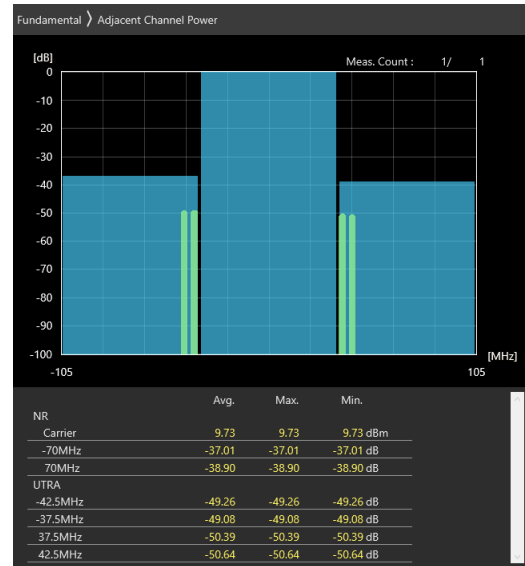 Fundamental 〉 Adjacent Channel Power
[dB]
Meas. Count : 1/ 1
0
-10
-20
-30
-40
-50
-60
-70
-80
-90
-100
[MHz]
-105 105
Avg. Max. Min.
NR
Carrier 9.73 9.73 9.73 dBm
-70MHz -37.01 -37.01 -37.01 dB
70MHz -38.90 -38.90 -38.90 dB
UTRA
-42.5MHz -49.26 -49.26 -49.26 dB
-37.5MHz -49.08 -49.08 -49.08 dB
37.5MHz -50.39 -50.39 -50.39 dB
42.5MHz -50.64 -50.64 -50.64 dB